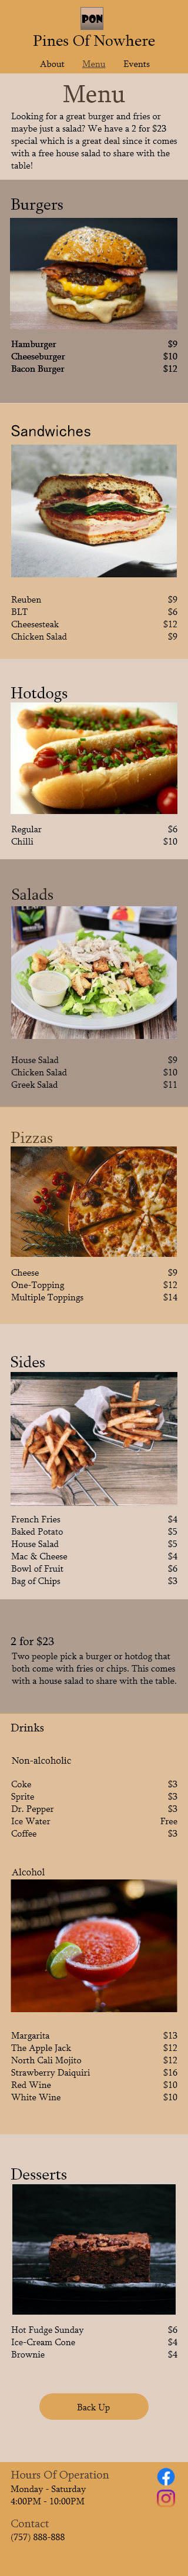 PON
Pines Of Nowhere
About Menu Events
Menu
Looking for a great burger and fries or
maybe just a salad? We have a 2 for $23
special which is a great deal since it comes
with a free house salad to share with the
table!
Burgers
Hamburger $9
Cheeseburger $10
Bacon Burger $12
Sandwiches
Reuben $9
BLT $6
Cheesesteak $12
Chicken Salad $9
Hotdogs
Regular $6
Chilli $10
Salads
House Salad $9
Chicken Salad $10
Greek Salad $11
Pizzas
Cheese $9
One-Topping $12
Multiple Toppings $14
Sides
French Fries $4
Baked Potato $5
House Salad $5
Mac & Cheese $4
Bowl of Fruit $6
Bag of Chips $3
2 for $23
Two people pick a burger or hotdog that
both come with fries or chips. This comes
with a house salad to share with the table.
Drinks
Non-alcoholic
Coke $3
Sprite $3
Dr. Pepper $3
Ice Water Free
Coffee $3
Alcohol
Margarita $13
The Apple Jack $12
North Cali Mojito $12
Strawberry Daiquiri $16
Red Wine $10
White Wine $10
Desserts
Hot Fudge Sunday $6
Ice-Cream Cone $4
Brownie $4
Back Up
Hours Of Operation
Monday - Saturday
4:00PM - 10:00PM
Contact
(757) 888-888